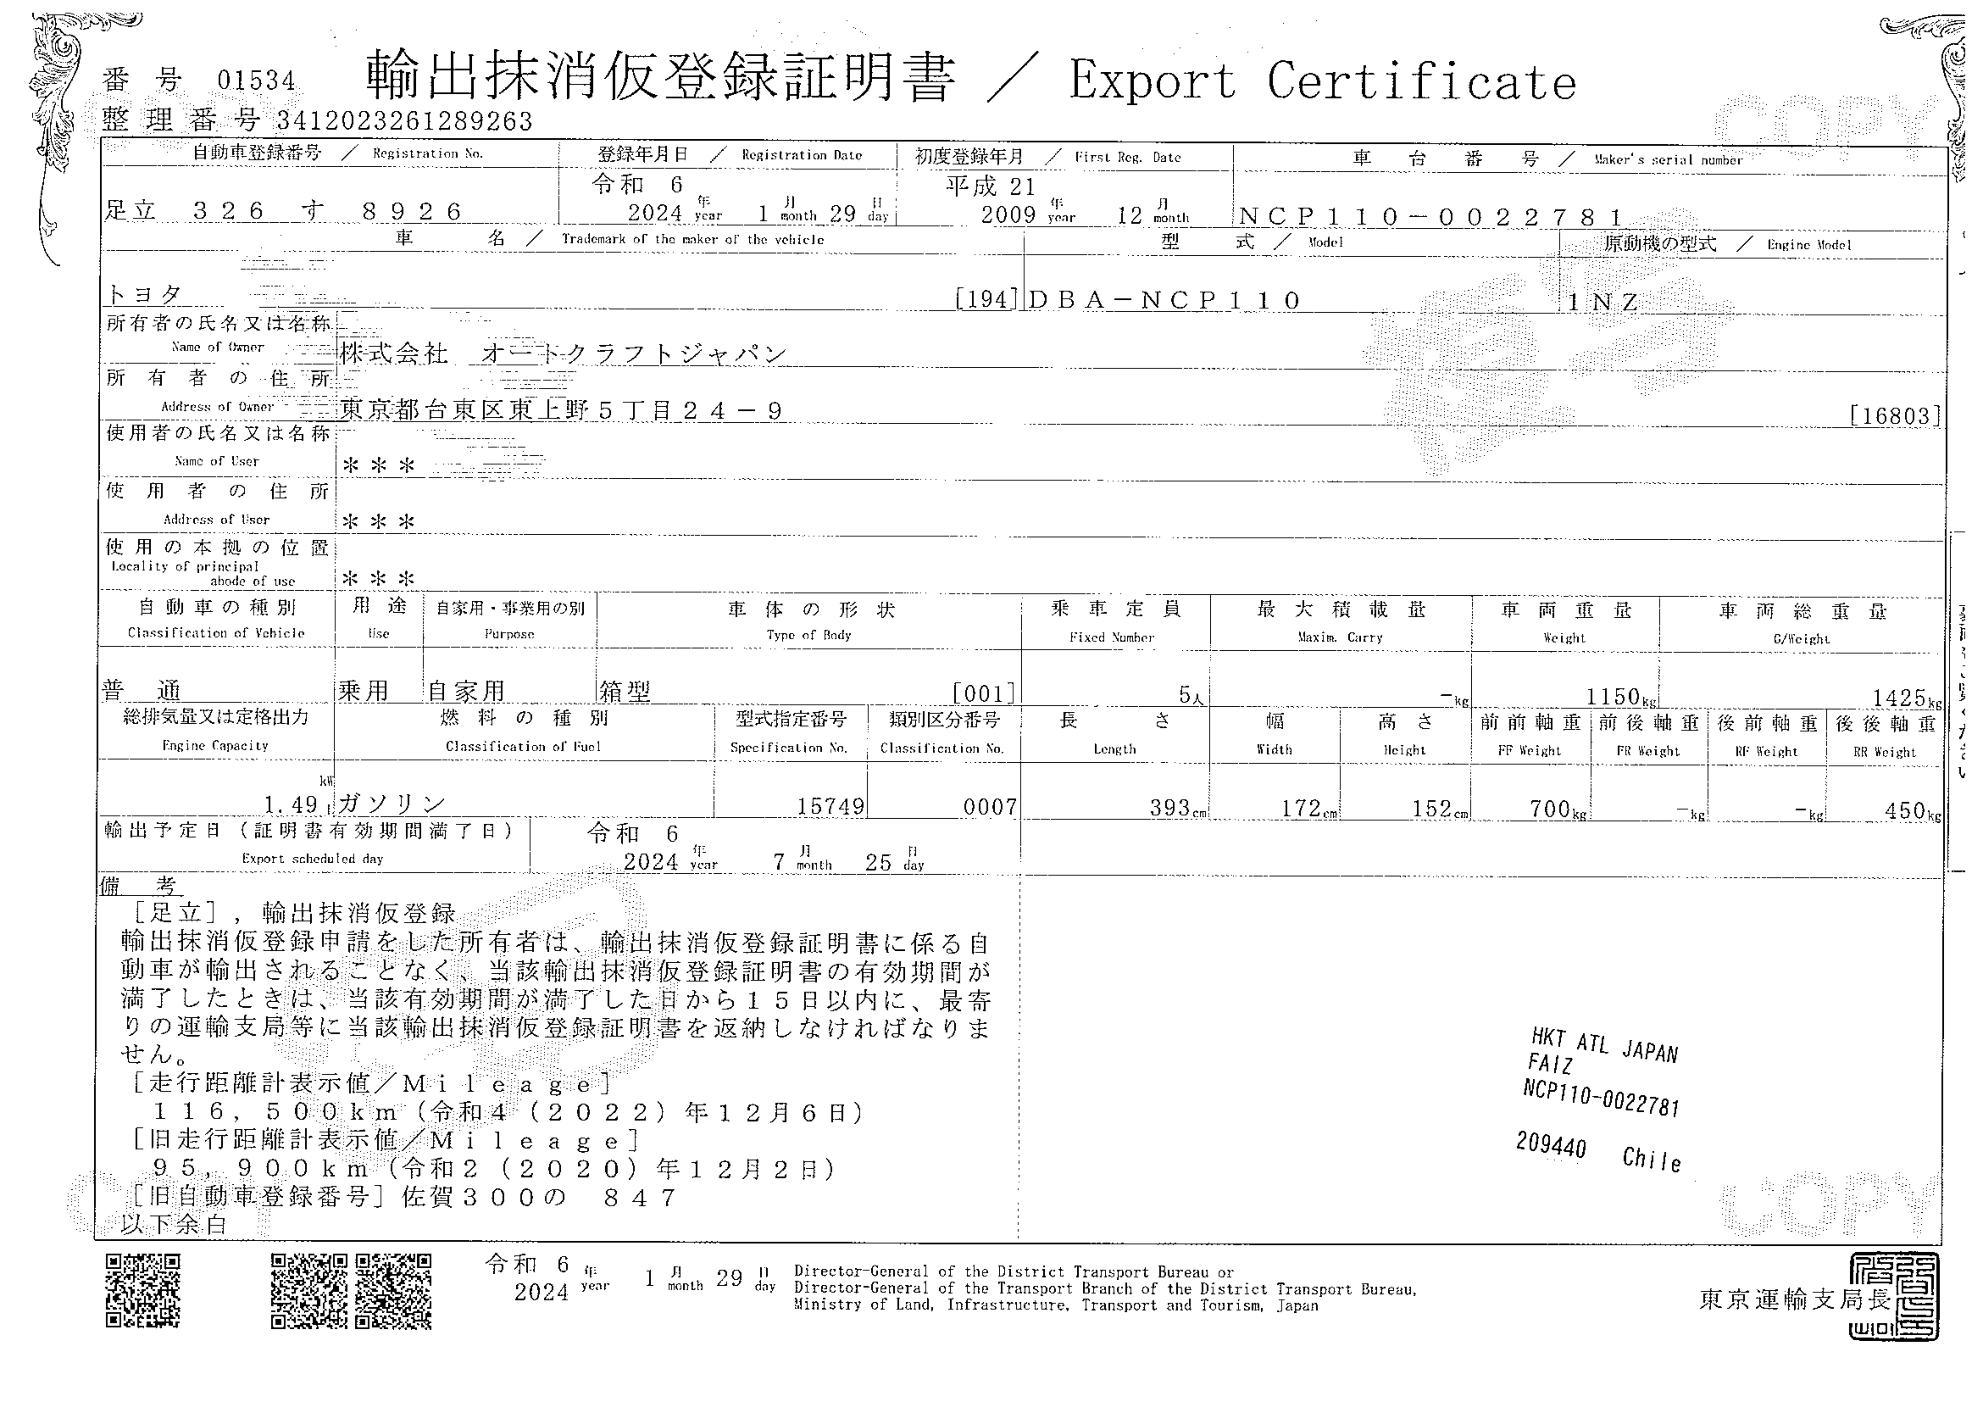 番号 01534 輸出抹消仮登録証明書 ／ Export Certificate
整理番号 3412023261289263
COPY
自動車登録番号 ／ Registration No. 登録年月日 ／ Registration Date 初度登録年月 ／ First Reg. Date 車台番号 ／ Maker's serial number
令和 6 平成 21
足立 326 す 8926 2024 年 year 1 月 month 29 日 day 2009 年 year 12 月 month NCP110-0022781
車名 ／ Trademark of the maker of the vehicle 型式 ／ Model 原動機の型式 ／ Engine Model
トヨタ [194] DBA-NCP110 1NZ
所有者の氏名又は名称
Name of Owner 株式会社 オートクラフトジャパン
所有者の住所
Address of Owner 東京都台東区東上野5丁目24-9 [16803]
使用者の氏名又は名称
Name of User ＊＊＊
使用者の住所
Address of User ＊＊＊
使用の本拠の位置
Locality of principal
abode of use ＊＊＊
自動車の種別 用途 自家用・事業用の別 車体の形状 乗車定員 最大積載量 車両重量 車両総重量
Classification of Vehicle Use Purpose Type of Body Fixed Number Maxim. Carry Weight G/Weight
普通 乗用 自家用 箱型 [001] 5人 -kg 1150kg 1425kg
総排気量又は定格出力 燃料の種別 型式指定番号 類別区分番号 長さ 幅 高さ 前前軸重 前後軸重 後前軸重 後後軸重
Engine Capacity Classification of Fuel Specification No. Classification No. Length Width Height FF Weight FR Weight RF Weight RR Weight
kW
1.49 l ガソリン 15749 0007 393cm 172cm 152cm 700kg -kg -kg 450kg
輸出予定日（証明書有効期間満了日） 令和 6
Export scheduled day 2024 年 year 7 月 month 25 日 day
備考
［足立］，輸出抹消仮登録
輸出抹消仮登録申請をした所有者は、輸出抹消仮登録証明書に係る自
動車が輸出されることなく、当該輸出抹消仮登録証明書の有効期間が
満了したときは、当該有効期間が満了した日から15日以内に、最寄
りの運輸支局等に当該輸出抹消仮登録証明書を返納しなければなりま
せん。
［走行距離計表示値／Mileage］
116，500km（令和4（2022）年12月6日）
［旧走行距離計表示値／Mileage］
95，900km（令和2（2020）年12月2日）
［旧自動車登録番号］佐賀300の 847
以下余白
HKT ATL JAPAN
FAIZ
NCP110-0022781
209440 Chile
COPY
令和 6
2024 年 year 1 月 month 29 日 day
Director-General of the District Transport Bureau or
Director-General of the Transport Branch of the District Transport Bureau,
Ministry of Land, Infrastructure, Transport and Tourism, Japan
東京運輸支局長